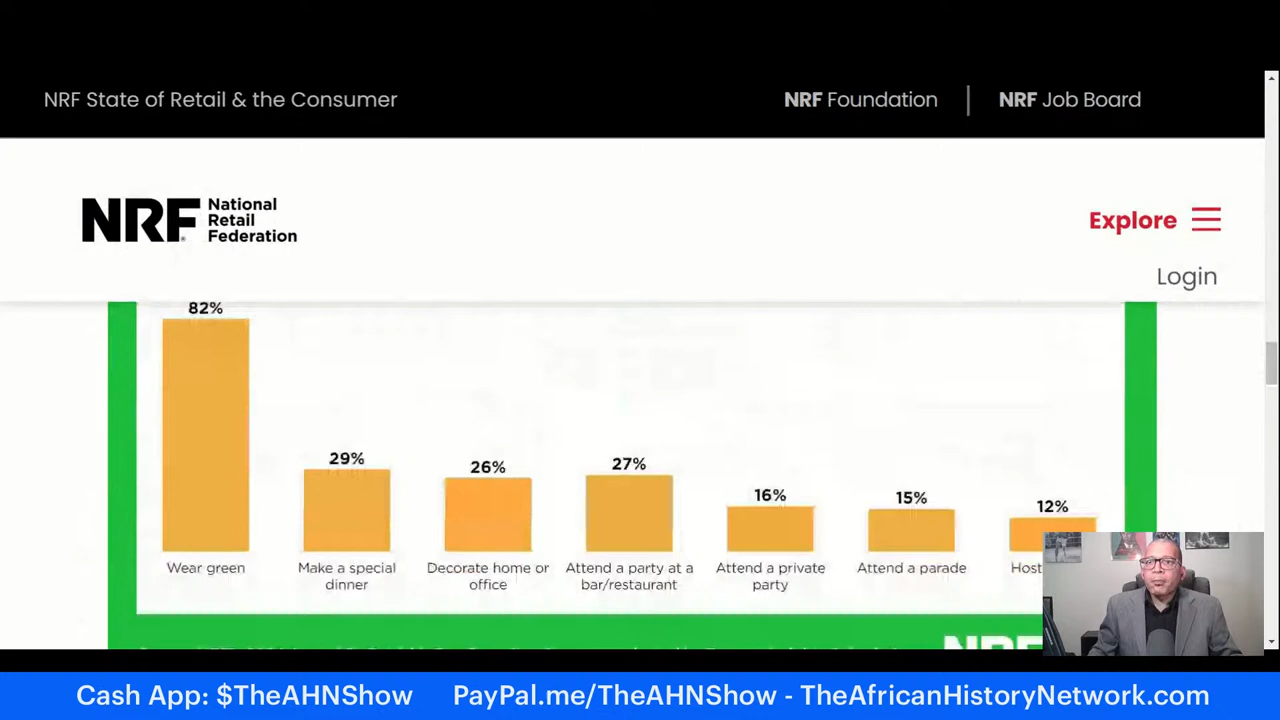 NRF State of Retail & the Consumer
NRF Foundation
NRF Job Board
NRF National
Retail
Federation
Explore
Login
82%
29%
26%
27%
16%
15%
12%
Wear green
Make a special
dinner
Decorate home or
office
Attend a party at a
bar/restaurant
Attend a private
party
Attend a parade
Host
NRF
Cash App: $TheAHNShow PayPal.me/TheAHNShow - TheAfricanHistoryNetwork.com